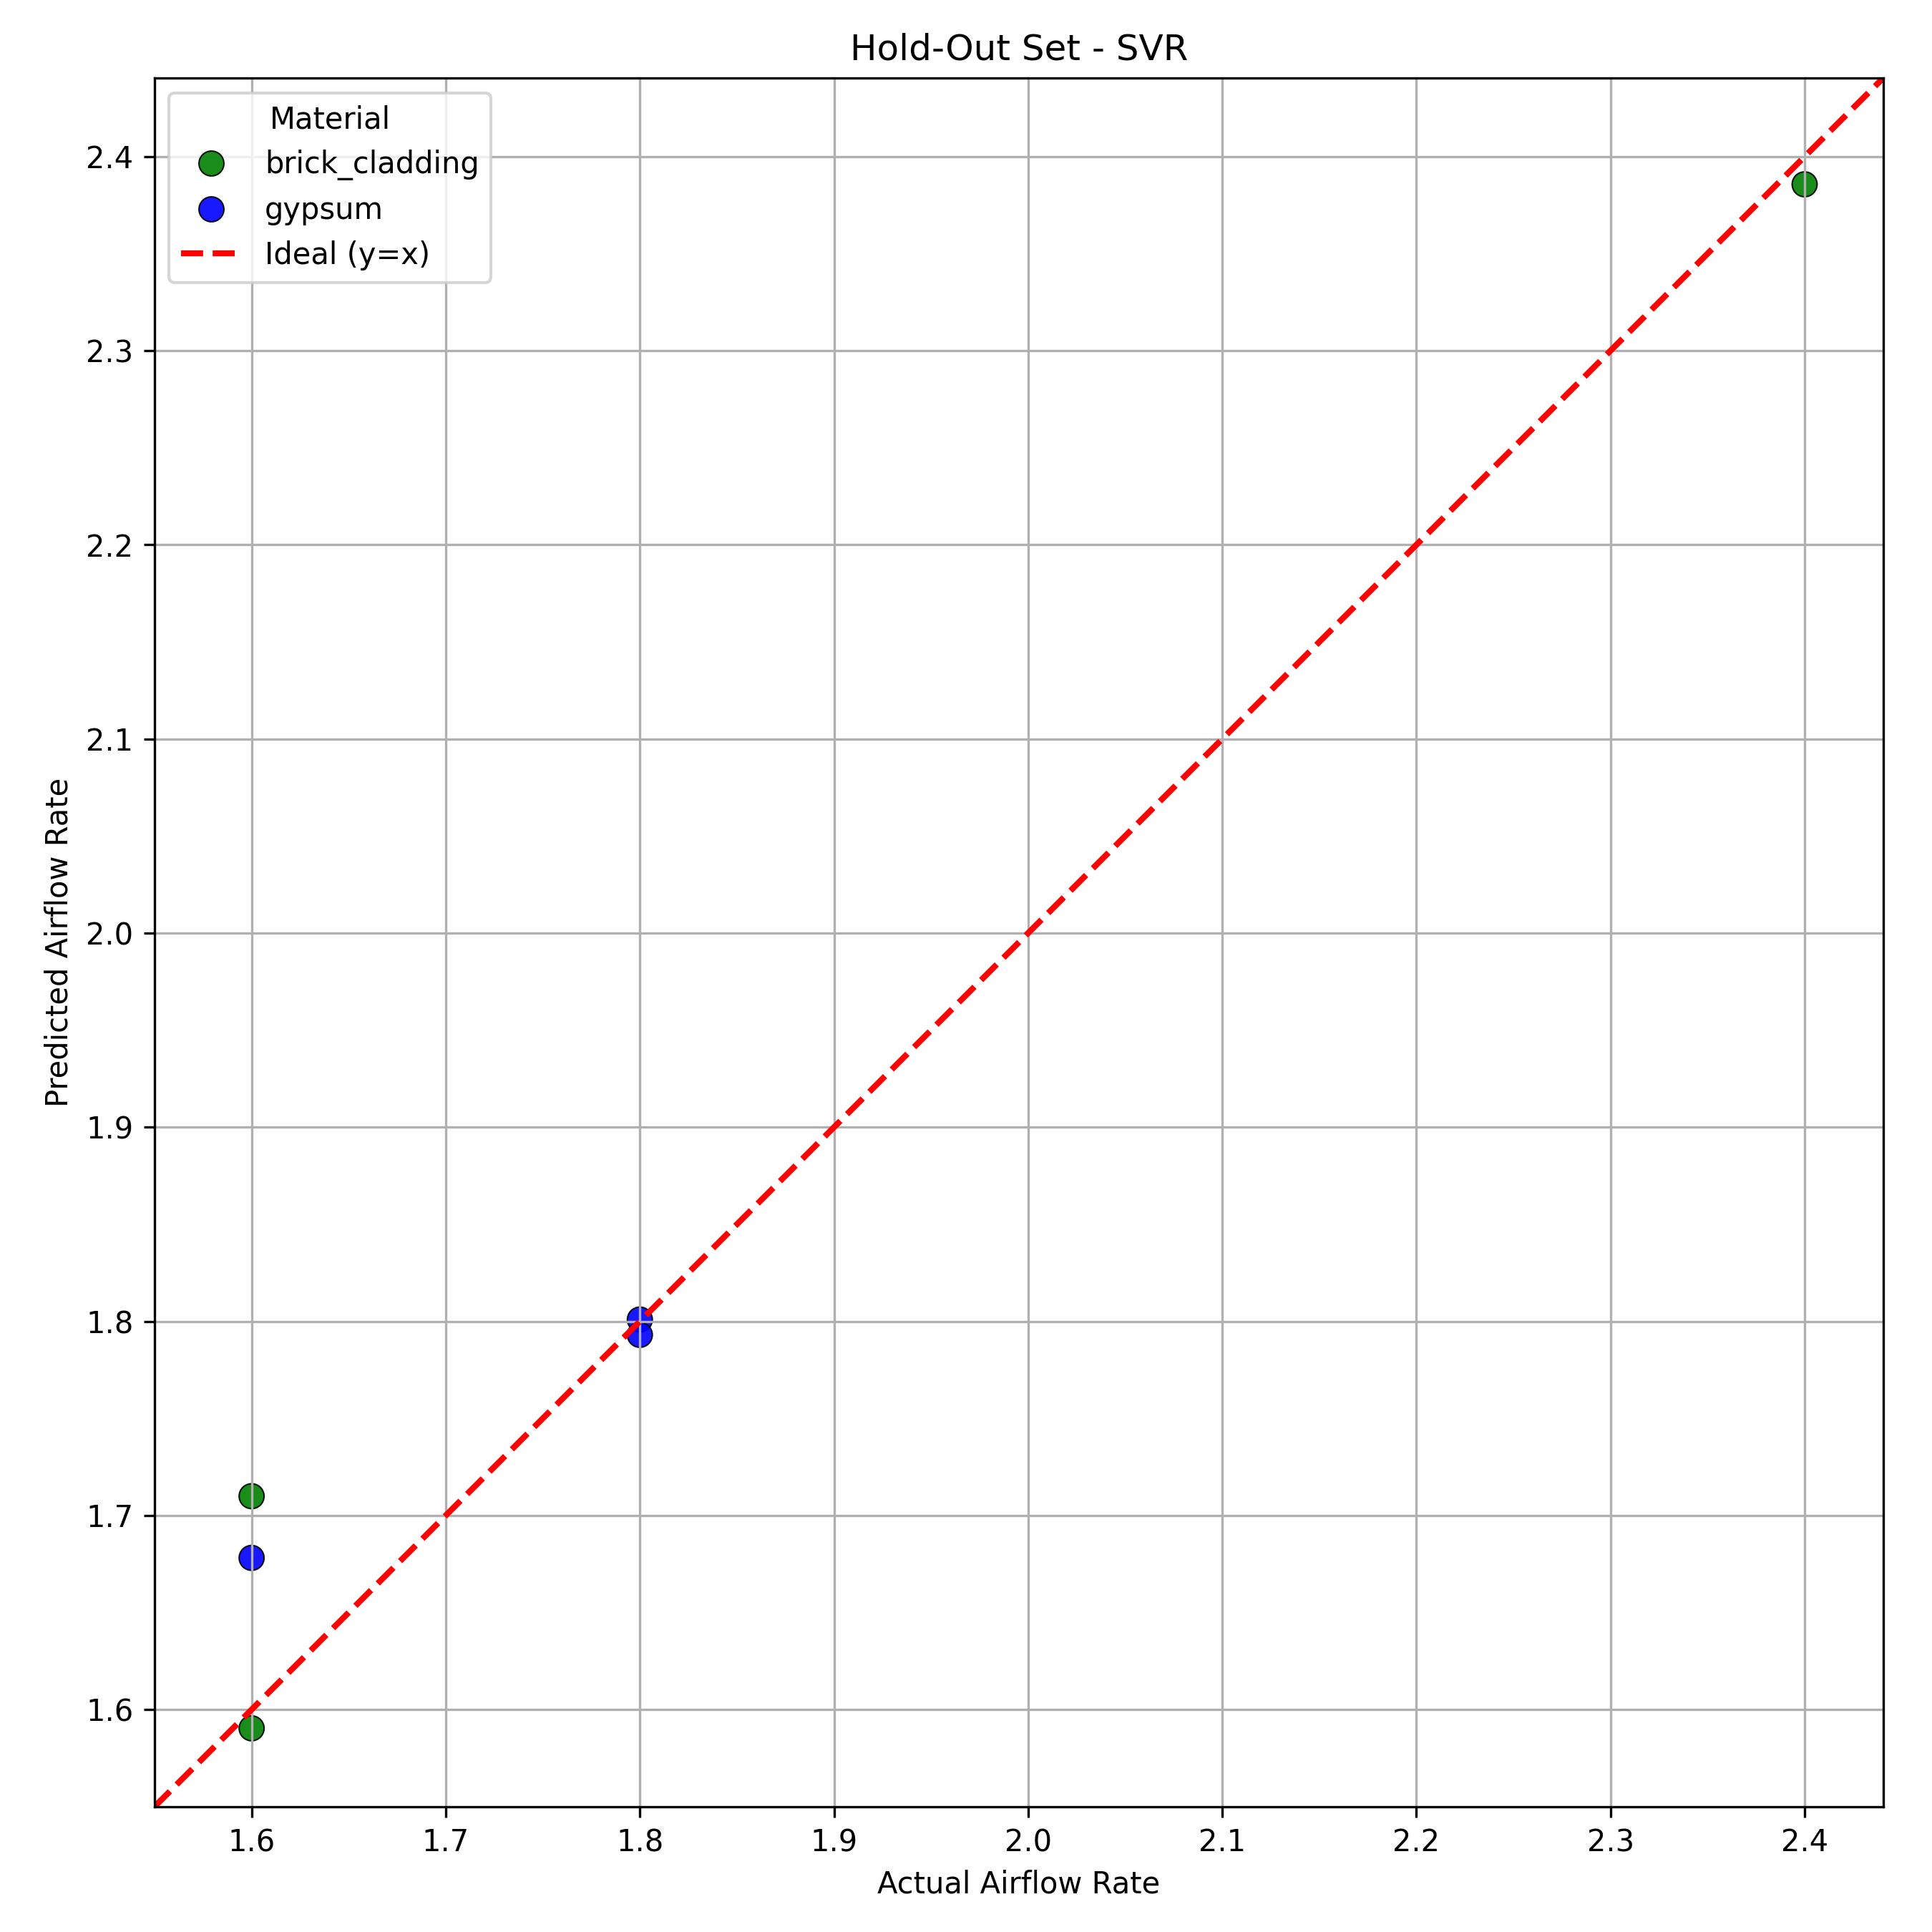 Hold-Out Set - SVR
Material
brick_cladding
gypsum
Ideal (y=x)
2.4
2.3
2.2
2.1
2.0
1.9
1.8
1.7
1.6
Predicted Airflow Rate
1.6 1.7 1.8 1.9 2.0 2.1 2.2 2.3 2.4
Actual Airflow Rate